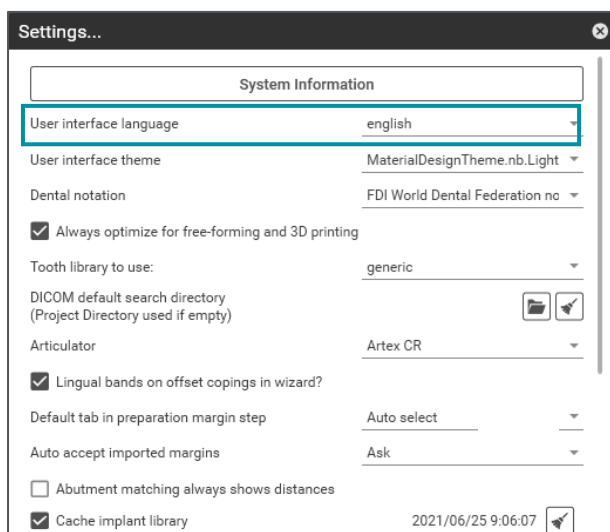 Settings...
System Information
User interface language english
User interface theme MaterialDesignTheme.nb.Light
Dental notation FDI World Dental Federation no
Always optimize for free-forming and 3D printing
Tooth library to use: generic
DICOM default search directory
(Project Directory used if empty)
Articulator Artex CR
Lingual bands on offset copings in wizard?
Default tab in preparation margin step Auto select
Auto accept imported margins Ask
Abutment matching always shows distances
Cache implant library 2021/06/25 9:06:07